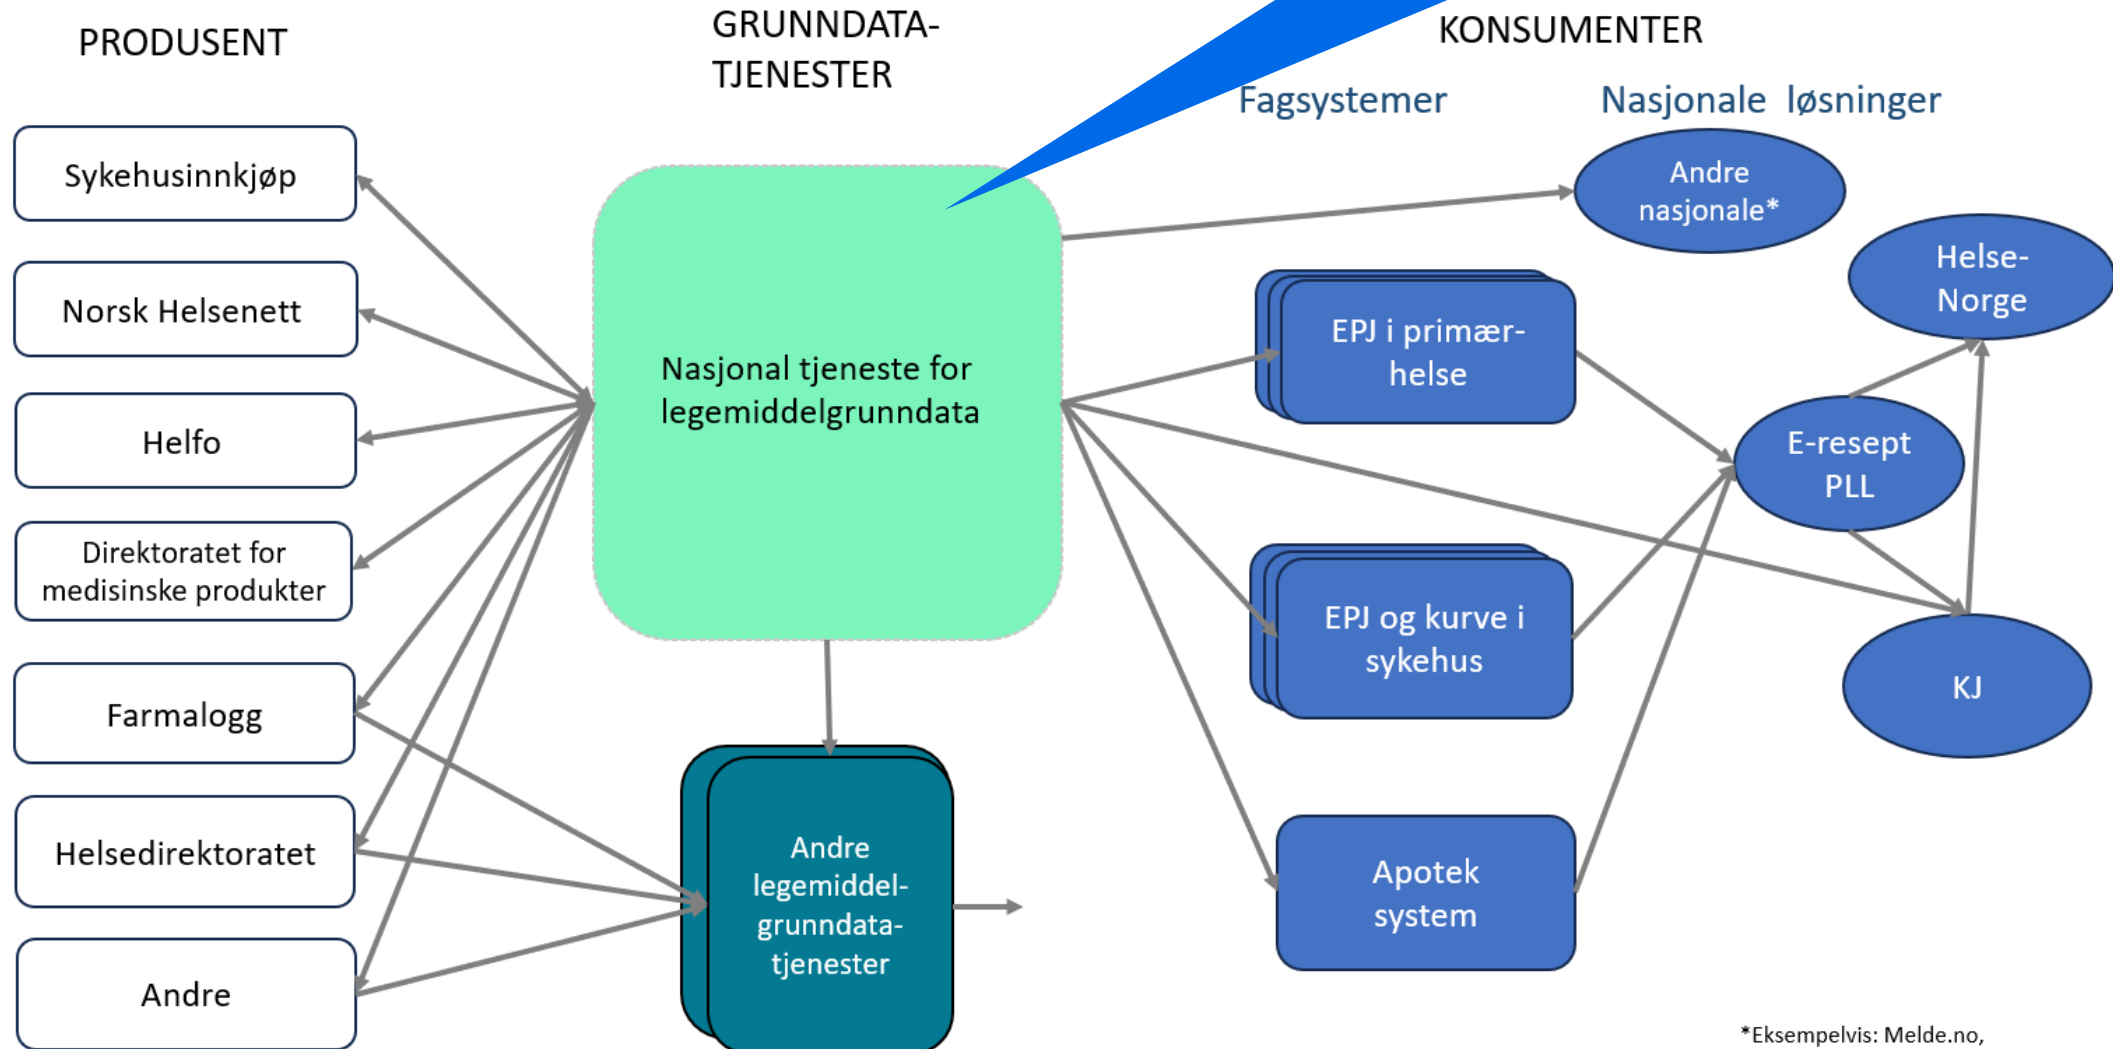 PRODUSENT
GRUNNDATA-
TJENESTER
KONSUMENTER
Fagsystemer
Nasjonale løsninger
Sykehusinnkjøp
Norsk Helsenett
Helfo
Direktoratet for
medisinske produkter
Farmalogg
Helsedirektoratet
Andre
Nasjonal tjeneste for
legemiddelgrunndata
Andre
legemiddel-
grunndata-
tjenester
EPJ i primær-
helse
EPJ og kurve i
sykehus
Apotek
system
Andre
nasjonale*
Helse-
Norge
E-resept
PLL
KJ
*Eksempelvis: Melde.no,